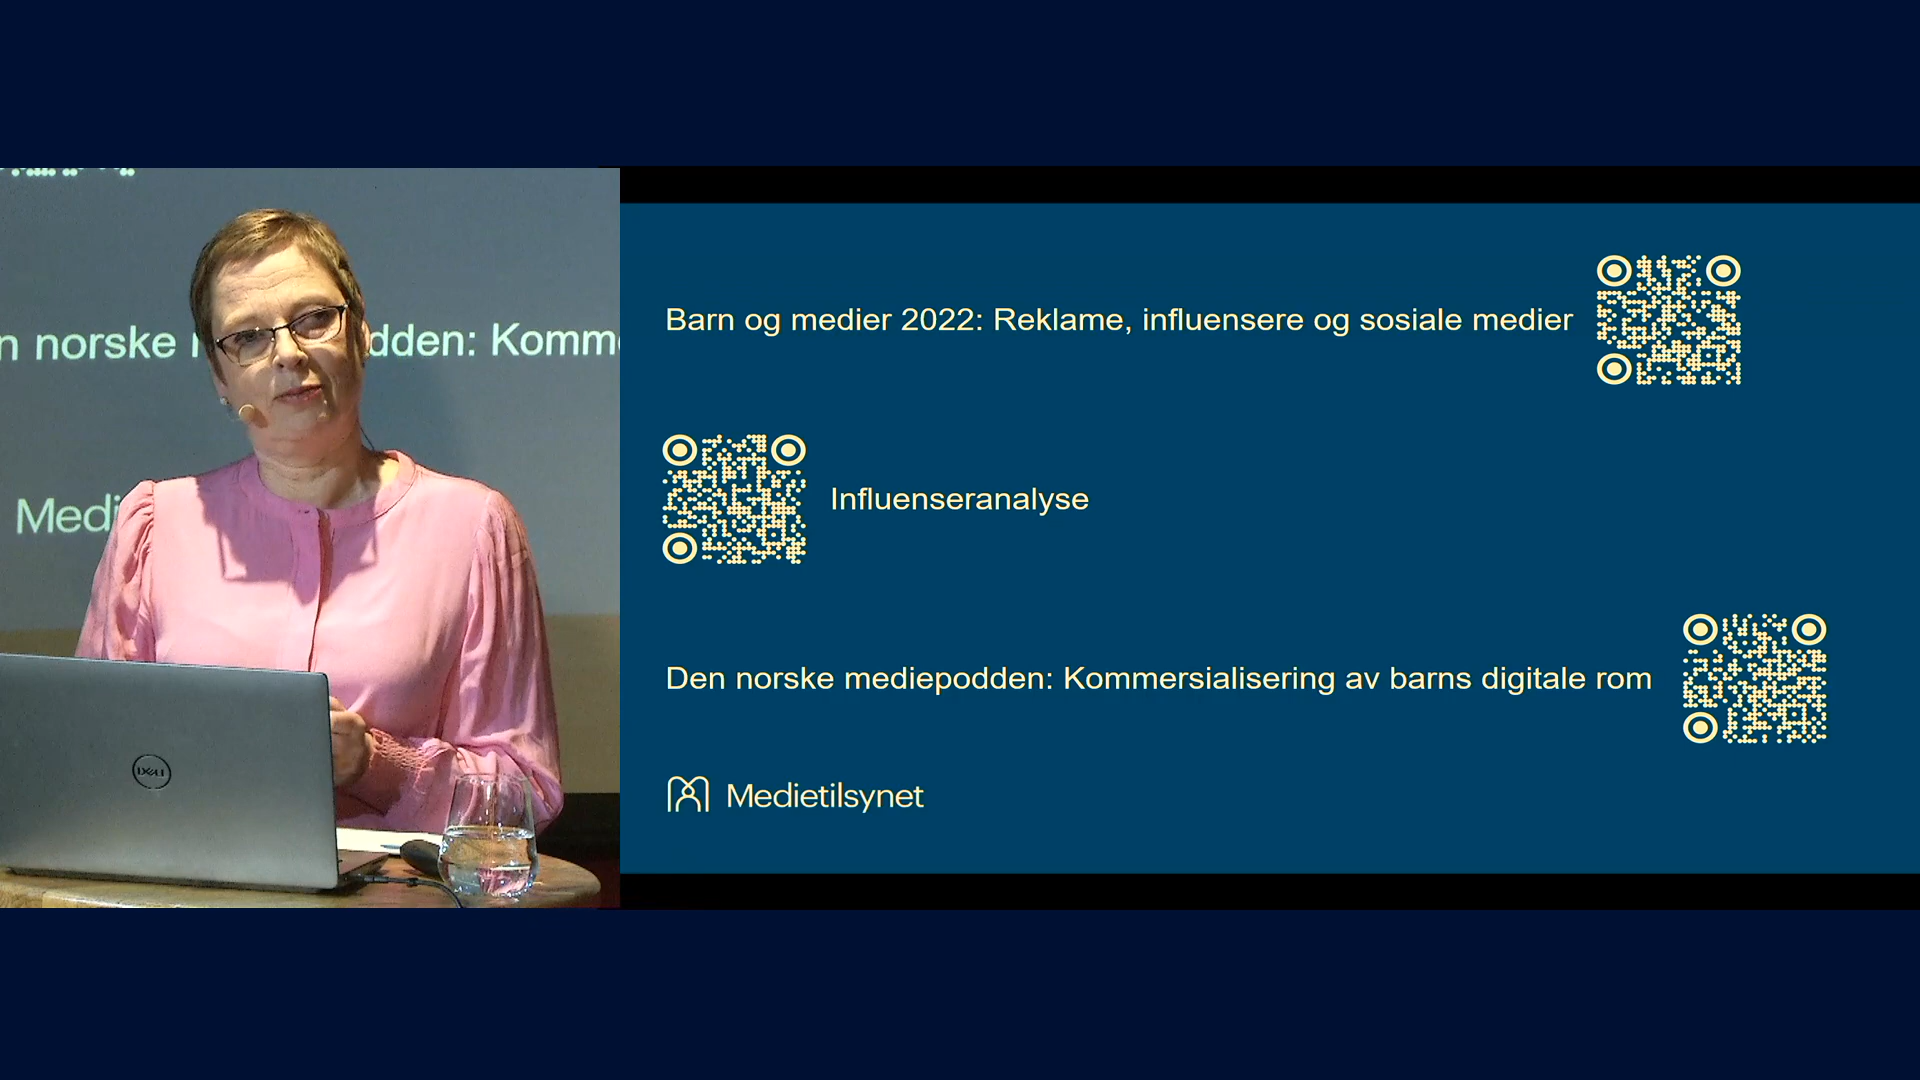 n norske
dden: Komm
Medi
DELL
Barn og medier 2022: Reklame, influensere og sosiale medier
Influenseranalyse
Den norske mediepodden: Kommersialisering av barns digitale rom
Medietilsynet